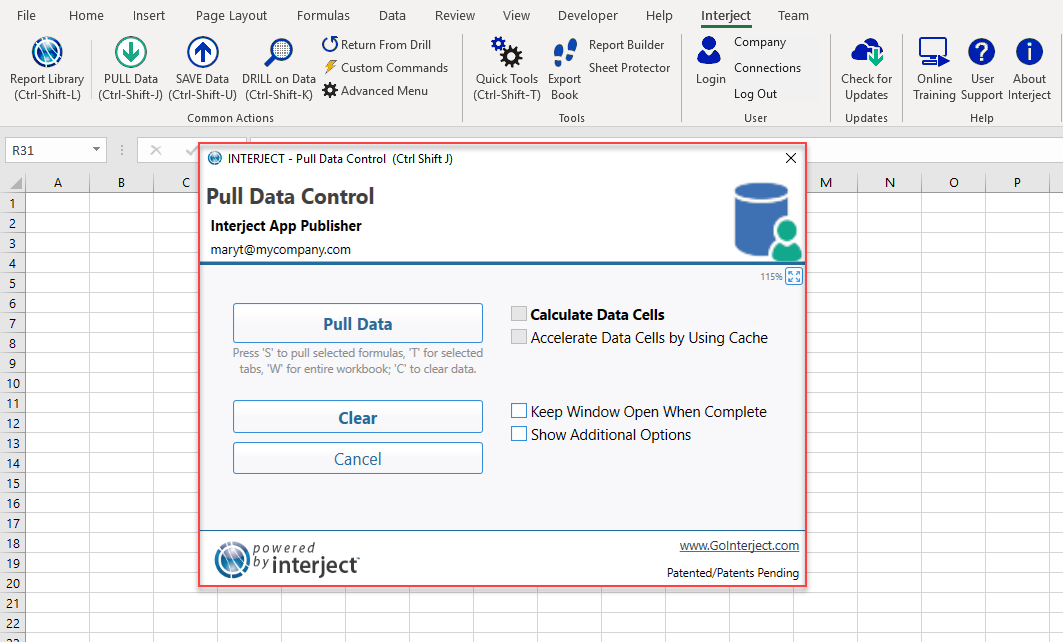 File Home Insert Page Layout Formulas Data Review View Developer Help Interject Team
Report Library (Ctrl-Shift-L)
PULL Data (Ctrl-Shift-J)
SAVE Data (Ctrl-Shift-U)
DRILL on Data (Ctrl-Shift-K)
Return From Drill
Custom Commands
Advanced Menu
Common Actions
Quick Tools (Ctrl-Shift-T)
Export Book
Report Builder
Sheet Protector
Tools
Login
Company
Connections
Log Out
User
Check for Updates
Updates
Online Training
User Support
About Interject
Help
R31
A B C M N O P
INTERJECT - Pull Data Control (Ctrl Shift J)
Pull Data Control
Interject App Publisher
maryt@mycompany.com
115%
Pull Data
Press 'S' to pull selected formulas, 'T' for selected
tabs, 'W' for entire workbook; 'C' to clear data.
Clear
Cancel
Calculate Data Cells
Accelerate Data Cells by Using Cache
Keep Window Open When Complete
Show Additional Options
powered
by interject
www.GoInterject.com
Patented/Patents Pending
1
2
3
4
5
6
7
8
9
10
11
12
13
14
15
16
17
18
19
20
21
22